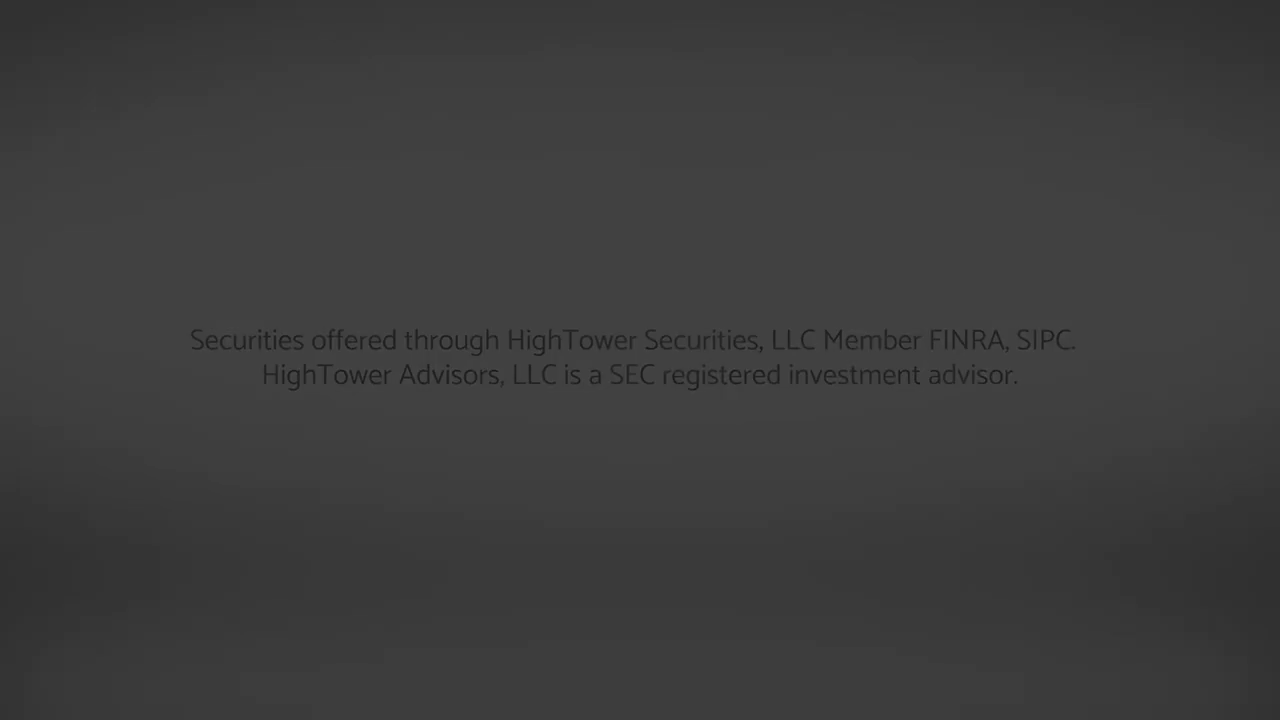 Securities offered through HighTower Securities, LLC Member FINRA, SIPC.
HighTower Advisors, LLC is a SEC registered investment advisor.